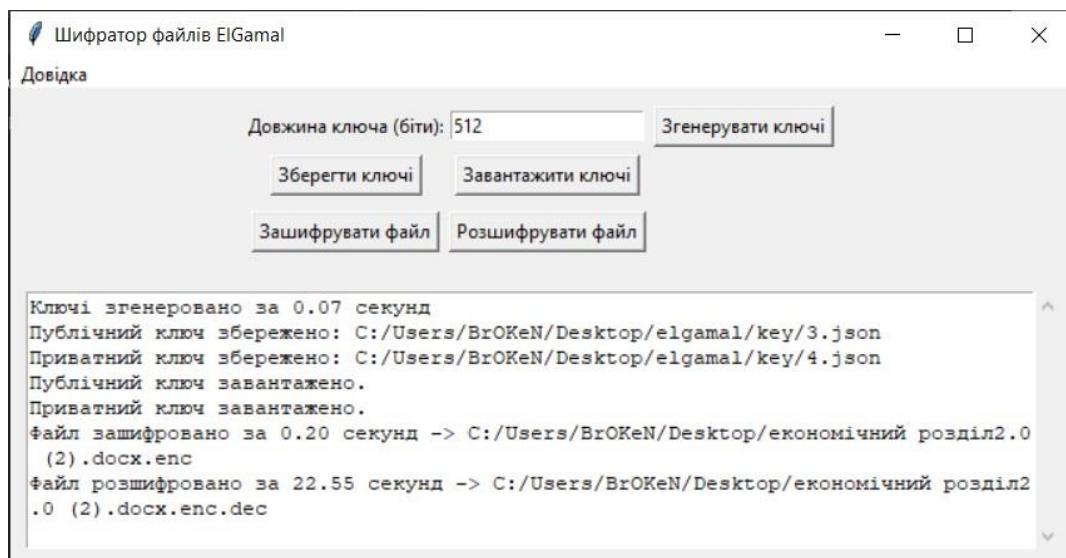 Шифратор файлів ElGamal
Довідка
Довжина ключа (біти): 512 Згенерувати ключі
Зберегти ключі Завантажити ключі
Зашифрувати файл Розшифрувати файл
Ключі згенеровано за 0.07 секунд
Публічний ключ збережено: C:/Users/BrOKeN/Desktop/elgamal/key/3.json
Приватний ключ збережено: C:/Users/BrOKeN/Desktop/elgamal/key/4.json
Публічний ключ завантажено.
Приватний ключ завантажено.
Файл зашифровано за 0.20 секунд -> C:/Users/BrOKeN/Desktop/економічний розділ2.0
(2).docx.enc
Файл розшифровано за 22.55 секунд -> C:/Users/BrOKeN/Desktop/економічний розділ2
.0 (2).docx.enc.dec